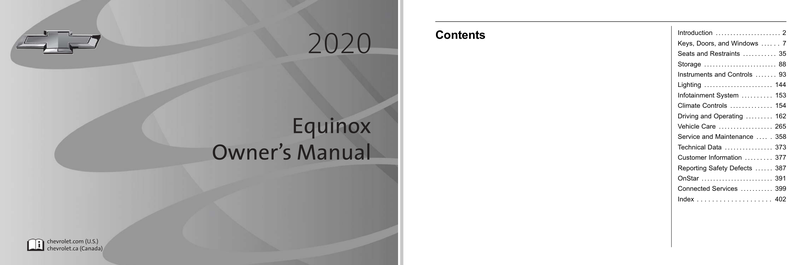 2020
Equinox
Owner's Manual
chevrolet.com (U.S.)
chevrolet.ca (Canada)
Contents
Introduction ...................... 2
Keys, Doors, and Windows ...... 7
Seats and Restraints ........... 35
Storage .......................... 88
Instruments and Controls ....... 93
Lighting ........................ 144
Infotainment System .......... 153
Climate Controls .............. 154
Driving and Operating ........ 162
Vehicle Care .................. 265
Service and Maintenance ..... 358
Technical Data ................ 373
Customer Information ......... 377
Reporting Safety Defects ...... 387
OnStar ......................... 391
Connected Services ........... 399
Index . . . . . . . . . . . . . . . . . . . . 402